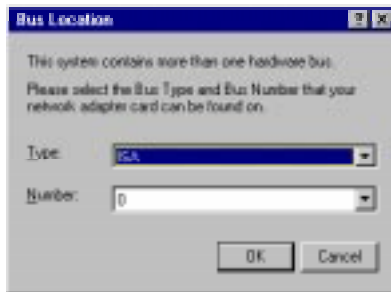 Bus Location
This system contains more than one hardware bus.
Please select the Bus Type and Bus Number that your
network adapter card can be found on.
Type:
ISA
Number:
0
OK
Cancel